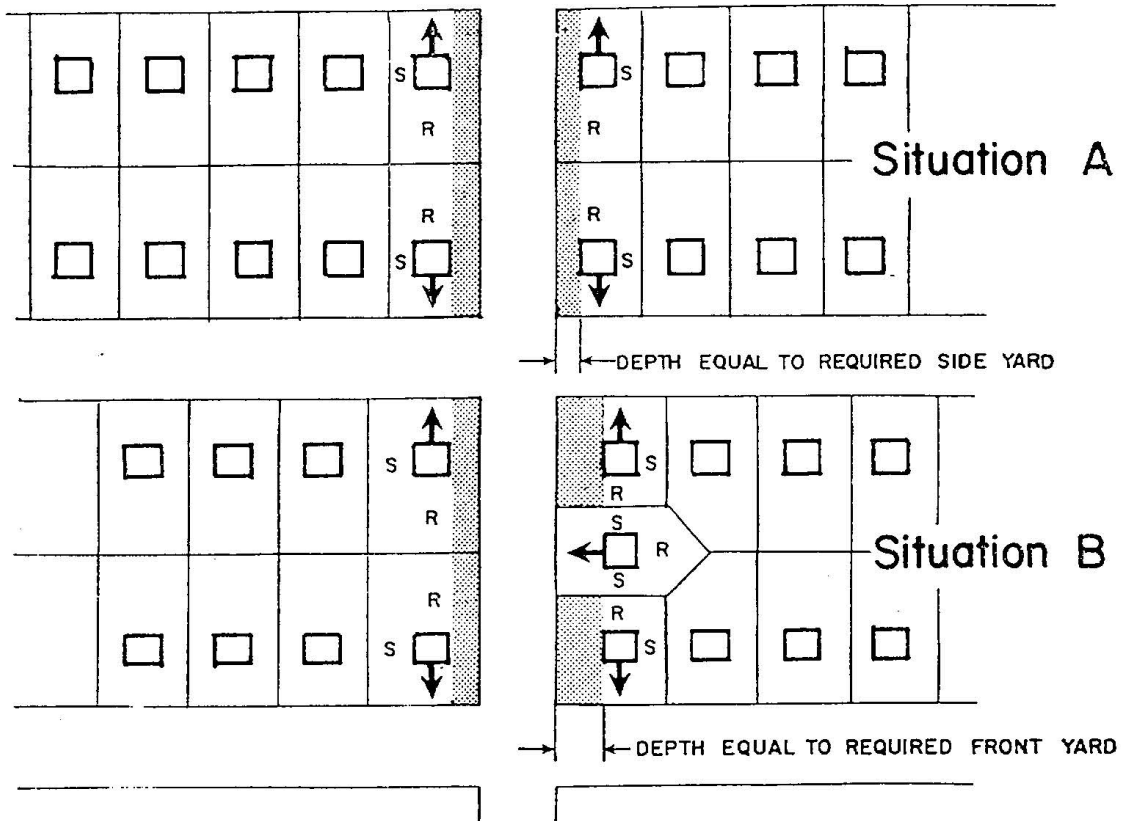 S S
R R
Situation A
R R
S S
DEPTH EQUAL TO REQUIRED SIDE YARD
S S
R R
S
R
Situation B
S
R R
S S
DEPTH EQUAL TO REQUIRED FRONT YARD